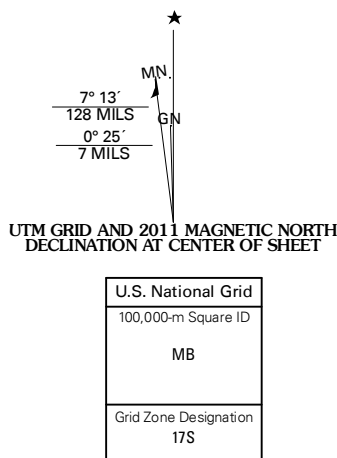 ★
MN.
GN
7° 13´
128 MILS
0° 25´
7 MILS
UTM GRID AND 2011 MAGNETIC NORTH
DECLINATION AT CENTER OF SHEET
U.S. National Grid
100,000-m Square ID
MB
Grid Zone Designation
17S